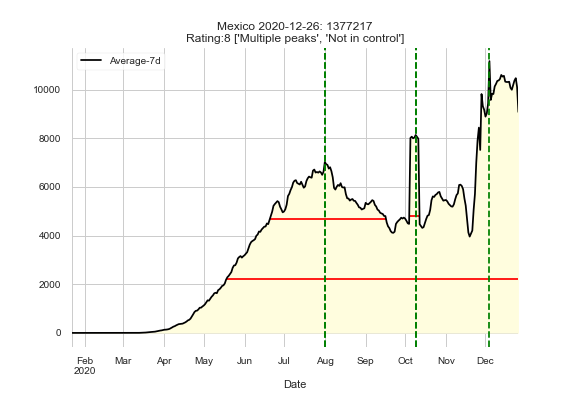 Mexico 2020-12-26: 1377217
Rating:8 ['Multiple peaks', 'Not in control']
Average-7d
10000
8000
6000
4000
2000
0
Feb Mar Apr May Jun Jul Aug Sep Oct Nov Dec
2020
Date